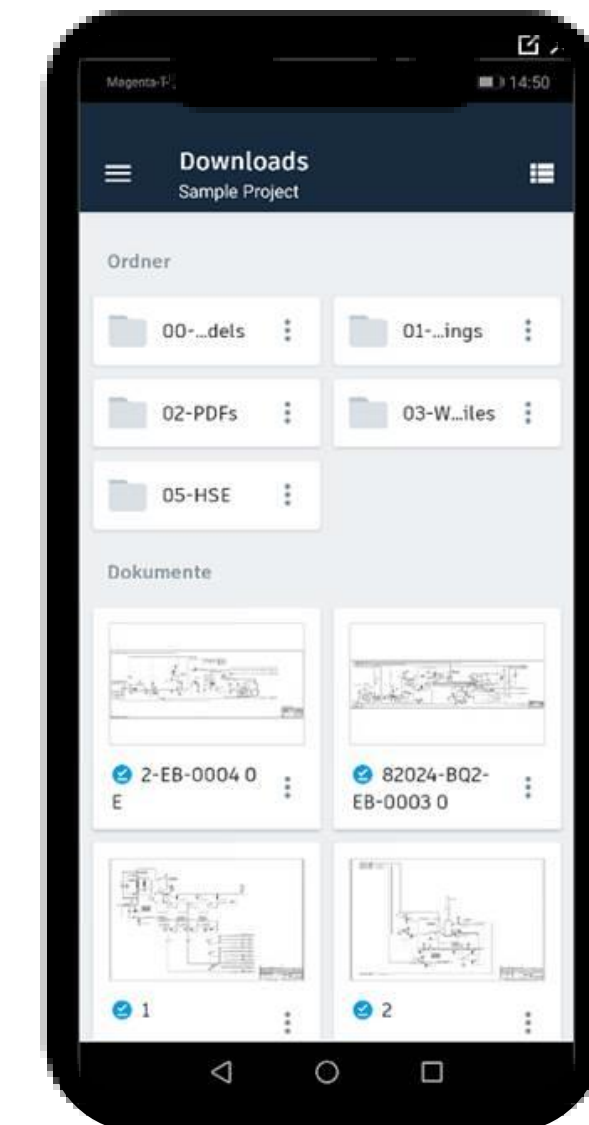 Magenta-T-
14:50
Downloads
Sample Project
Ordner
00-...dels
01-...ings
02-PDFs
03-W...iles
05-HSE
Dokumente
2-EB-0004 0
E
82024-BQ2-
EB-0003 0
1
2